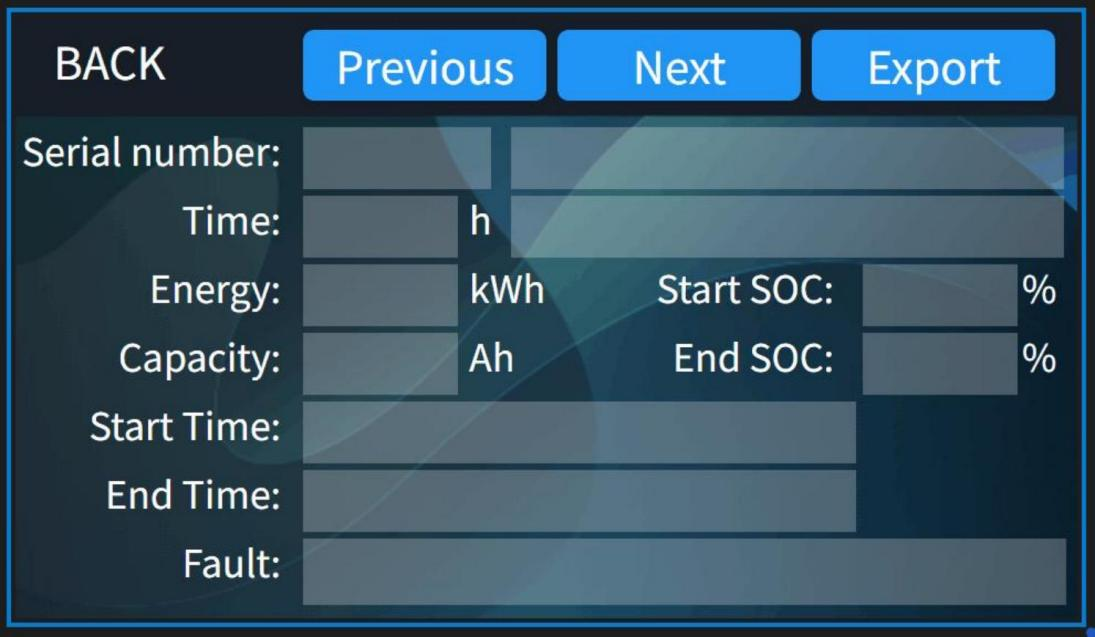 BACK Previous Next Export
Serial number:
Time: h
Energy: kWh Start SOC: %
Capacity: Ah End SOC: %
Start Time:
End Time:
Fault: